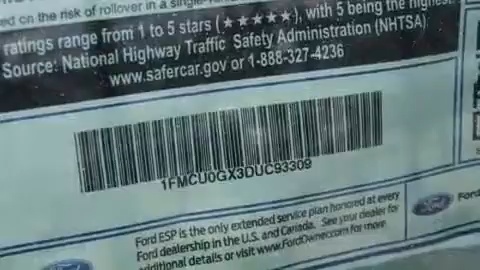 ed on the risk of rollover in a single-
ratings range from 1 to 5 stars (★★★★★), with 5 being the highest
Source: National Highway Traffic Safety Administration (NHTSA)
www.safercar.gov or 1-888-327-4236
1FMCU0GX3DUC93309
Ford ESP is the only extended service plan honored at every
Ford dealership in the U.S. and Canada. See your dealer for
additional details or visit www.FordOwner.com for more
Ford
Ford